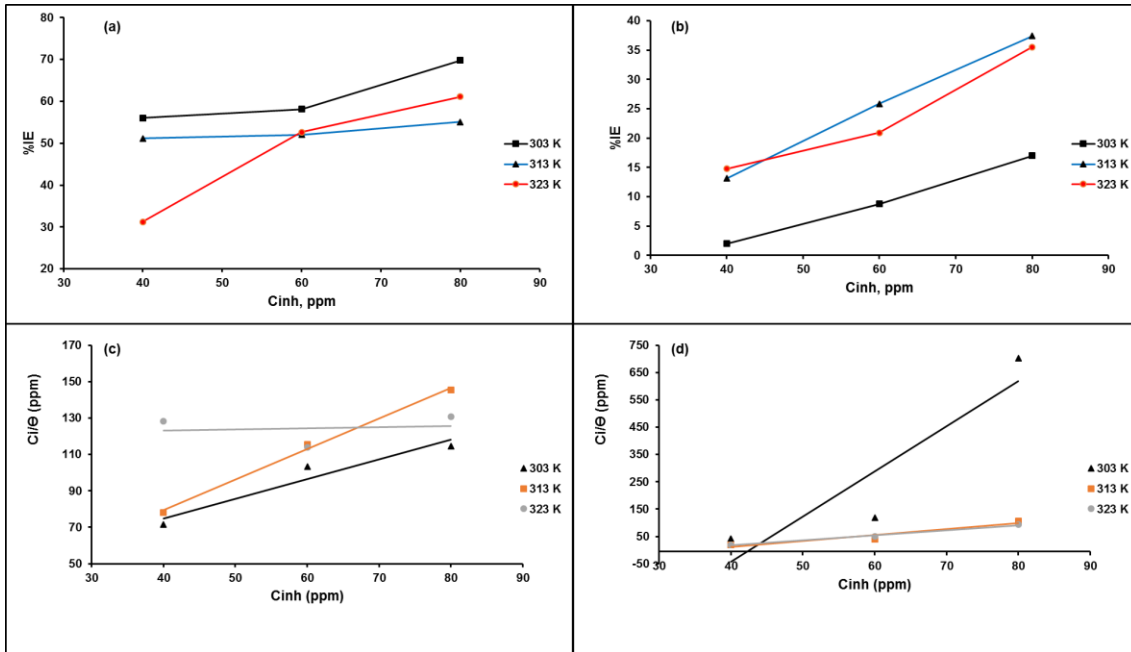 (a)
80
70
60
50
40
30
20
%IE
30 40 50 60 70 80 90
Cinh, ppm
303 K
313 K
323 K
(b)
40
35
30
25
20
15
10
5
0
%IE
30 40 50 60 70 80 90
Cinh, ppm
303 K
313 K
323 K
(c)
170
150
130
110
90
70
50
Ci/Θ (ppm)
30 40 50 60 70 80 90
Cinh (ppm)
303 K
313 K
323 K
(d)
750
650
550
450
350
250
150
50
-50
Ci/Θ (ppm)
30 40 50 60 70 80 90
Cinh (ppm)
303 K
313 K
323 K